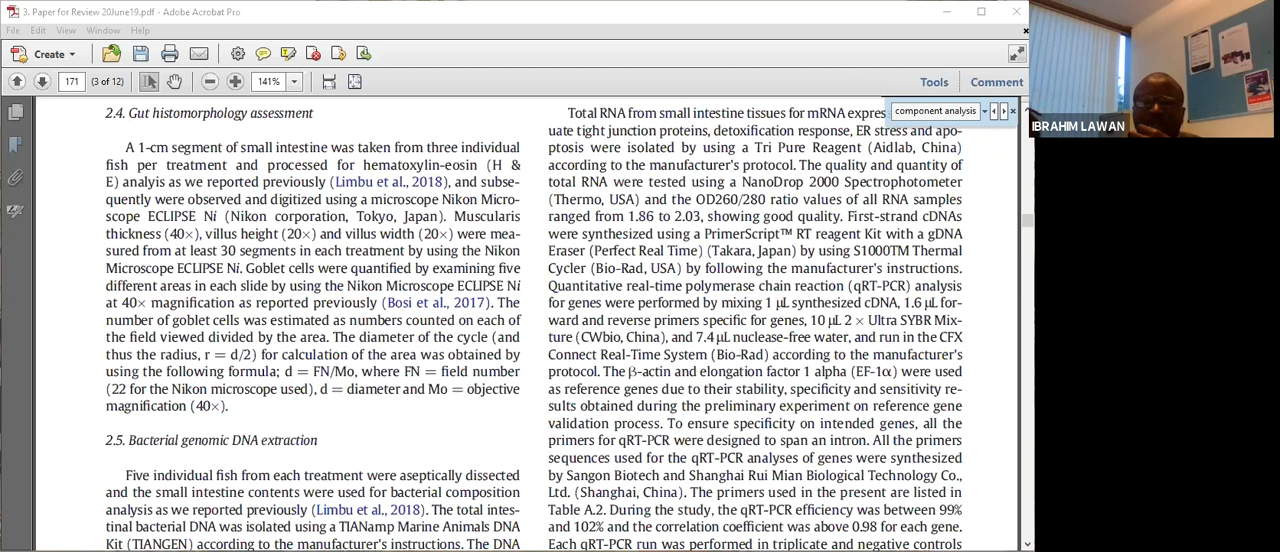 3. Paper for Review 20June19.pdf - Adobe Acrobat Pro
File Edit View Window Help
Create
171 (3 of 12) 141% Tools Comment
component analysis
IBRAHIM LAWAN
2.4. Gut histomorphology assessment
A 1-cm segment of small intestine was taken from three individual
fish per treatment and processed for hematoxylin-eosin (H &
E) analyis as we reported previously (Limbu et al., 2018), and subse-
quently were observed and digitized using a microscope Nikon Micro-
scope ECLIPSE Ni (Nikon corporation, Tokyo, Japan). Muscularis
thickness (40×), villus height (20×) and villus width (20×) were mea-
sured from at least 30 segments in each treatment by using the Nikon
Microscope ECLIPSE Ni. Goblet cells were quantified by examining five
different areas in each slide by using the Nikon Microscope ECLIPSE Ni
at 40× magnification as reported previously (Bosi et al., 2017). The
number of goblet cells was estimated as numbers counted on each of
the field viewed divided by the area. The diameter of the cycle (and
thus the radius, r = d/2) for calculation of the area was obtained by
using the following formula; d = FN/Mo, where FN = field number
(22 for the Nikon microscope used), d = diameter and Mo = objective
magnification (40×).
2.5. Bacterial genomic DNA extraction
Five individual fish from each treatment were aseptically dissected
and the small intestine contents were used for bacterial composition
analysis as we reported previously (Limbu et al., 2018). The total intes-
tinal bacterial DNA was isolated using a TIANamp Marine Animals DNA
Kit (TIANGEN) according to the manufacturer's instructions. The DNA
Total RNA from small intestine tissues for mRNA expres
uate tight junction proteins, detoxification response, ER stress and apo-
ptosis were isolated by using a Tri Pure Reagent (Aidlab, China)
according to the manufacturer's protocol. The quality and quantity of
total RNA were tested using a NanoDrop 2000 Spectrophotometer
(Thermo, USA) and the OD260/280 ratio values of all RNA samples
ranged from 1.86 to 2.03, showing good quality. First-strand cDNAs
were synthesized using a PrimerScript™ RT reagent Kit with a gDNA
Eraser (Perfect Real Time) (Takara, Japan) by using S1000TM Thermal
Cycler (Bio-Rad, USA) by following the manufacturer's instructions.
Quantitative real-time polymerase chain reaction (qRT-PCR) analysis
for genes were performed by mixing 1 μL synthesized cDNA, 1.6 μL for-
ward and reverse primers specific for genes, 10 μL 2 × Ultra SYBR Mix-
ture (CWbio, China), and 7.4 μL nuclease-free water, and run in the CFX
Connect Real-Time System (Bio-Rad) according to the manufacturer's
protocol. The β-actin and elongation factor 1 alpha (EF-1α) were used
as reference genes due to their stability, specificity and sensitivity re-
sults obtained during the preliminary experiment on reference gene
validation process. To ensure specificity on intended genes, all the
primers for qRT-PCR were designed to span an intron. All the primers
sequences used for the qRT-PCR analyses of genes were synthesized
by Sangon Biotech and Shanghai Rui Mian Biological Technology Co.,
Ltd. (Shanghai, China). The primers used in the present are listed in
Table A.2. During the study, the qRT-PCR efficiency was between 99%
and 102% and the correlation coefficient was above 0.98 for each gene.
Each qRT-PCR run was performed in triplicate and negative controls